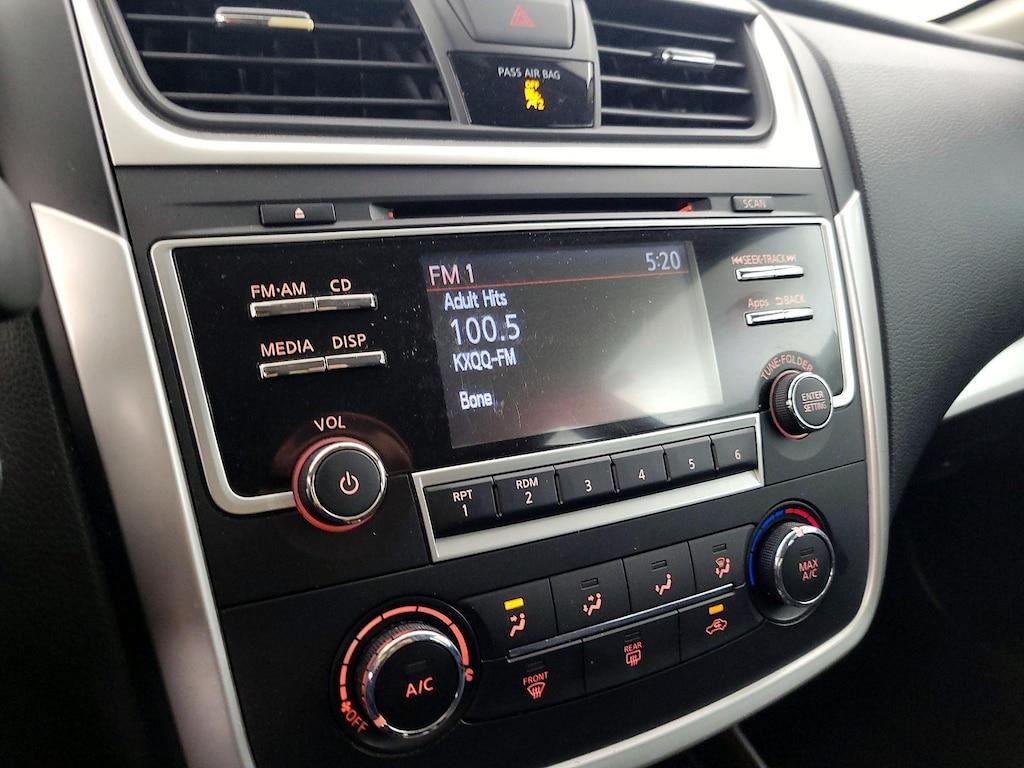 PASS AIR BAG
OFF
2
SCAN
FM·AM CD
MEDIA DISP
VOL
FM 1 5:20
Adult Hits
100.5
KXQQ-FM
Bone
SEEK·TRACK
Apps BACK
TUNE·FOLDER
ENTER
SETTING
RPT
1
RDM
2
3
4
5
6
MAX
A/C
A/C
OFF
FRONT
REAR